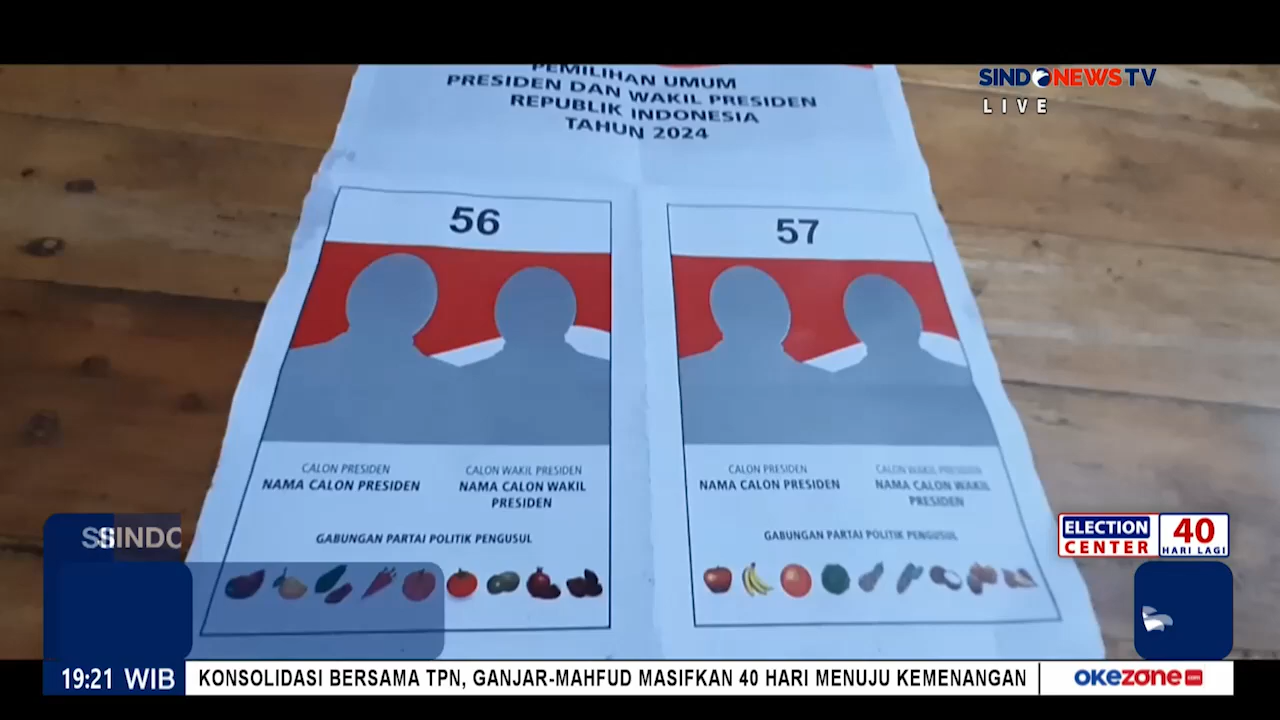 PEMILIHAN UMUM
PRESIDEN DAN WAKIL PRESIDEN
REPUBLIK INDONESIA
TAHUN 2024
SINDONEWS TV
LIVE
56
57
CALON PRESIDEN
NAMA CALON PRESIDEN
CALON WAKIL PRESIDEN
NAMA CALON WAKIL
PRESIDEN
CALON PRESIDEN
NAMA CALON PRESIDEN
CALON WAKIL PRESIDEN
NAMA CALON WAKIL
PRESIDEN
GABUNGAN PARTAI POLITIK PENGUSUL
GABUNGAN PARTAI POLITIK PENGUSUL
ELECTION
CENTER
40
HARI LAGI
19:21 WIB
KONSOLIDASI BERSAMA TPN, GANJAR-MAHFUD MASIFKAN 40 HARI MENUJU KEMENANGAN
OKEZONE